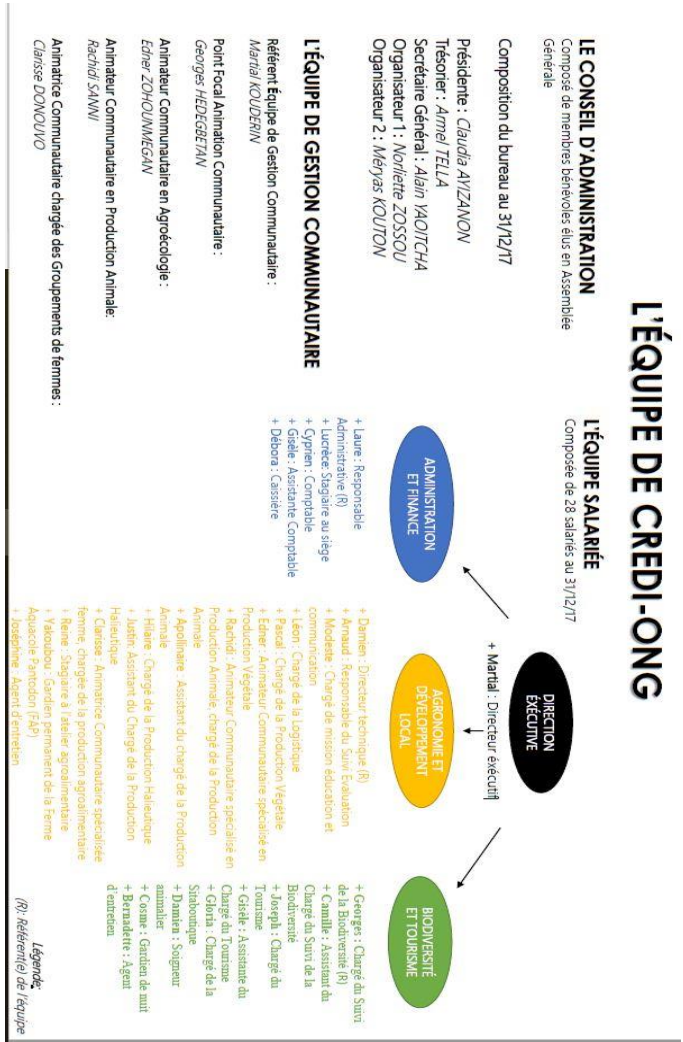 L'ÉQUIPE DE CREDI-ONG
LE CONSEIL D'ADMINISTRATION
Composé de membres bénévoles élus en Assemblée
Générale
Composition du bureau au 31/12/17
Présidente : Claudia AYIZANON
Trésorier : Armel TELLA
Secrétaire Général : Alain YAOITCHA
Organisateur 1 : Norliette ZOSSOU
Organisateur 2 : Méryas KOUTON
L'ÉQUIPE DE GESTION COMMUNAUTAIRE
Référent Équipe de Gestion Communautaire :
Martial KOUDERIN
Point Focal Animation Communautaire :
Georges HEDEGBETAN
Animateur Communautaire en Agroécologie :
Edner ZOHOUNMEGAN
Animateur Communautaire en Production Animale:
Rachidi SANNI
Animatrice Communautaire chargée des Groupements de femmes :
Clarisse DONOUVO
L'ÉQUIPE SALARIÉE
Composée de 28 salariés au 31/12/17
DIRECTION
ÉXÉCUTIVE
+ Martial : Directeur éxécutif
ADMINISTRATION
ET FINANCE
+ Laure : Responsable
Administrative (R)
+ Lucrèce: Stagiaire au siège
+ Cyprien : Comptable
+ Gisèle : Assistante Comptable
+ Débora : Caissière
AGRONOMIE ET
DÉVELOPPEMENT
LOCAL
+ Damien : Directeur technique (R)
+ Arnaud : Responsable du Suivi Evaluation
+ Modeste : Chargé de mission éducation et
communication
+ Léon : Chargé de la Logistique
+ Pascal : Chargé de la Production Végétale
+ Edner : Animateur Communautaire spécialisé en
Production Végétale
+ Rachidi : Animateur Communautaire spécialisé en
Production Animale, chargé de la Production
Animale
+ Apollinaire : Assistant du chargé de la Production
Animale
+ Hilaire : Chargé de la Production Halieutique
+ Justin: Assistant du Chargé de la Production
Halieutique
+ Clarisse : Animatrice Communautaire spécialisée
femme, chargée de la production agroalimentaire
+ Reine : Stagiaire à l'atelier agroalimentaire
+ Yakoubou : Gardien permanent de la Ferme
Aquacole Pantodon (FAP)
+ Joséphine : Agent d'entretien
BIODIVERSITÉ
ET TOURISME
+ Georges : Chargé du Suivi
de la Biodiversité (R)
+ Camille : Assistant du
Chargé du Suivi de la
Biodiversité
+ Joseph : Chargé du
Tourisme
+ Gisèle : Assistante du
Chargé du Tourisme
+ Gloria : Chargé de la
Sitaboutique
+ Damien : Soigneur
animalier
+ Cosme : Gardien de nuit
+ Bernadette : Agent
d'entretien
Légende:
(R): Référent(e) de l'équipe